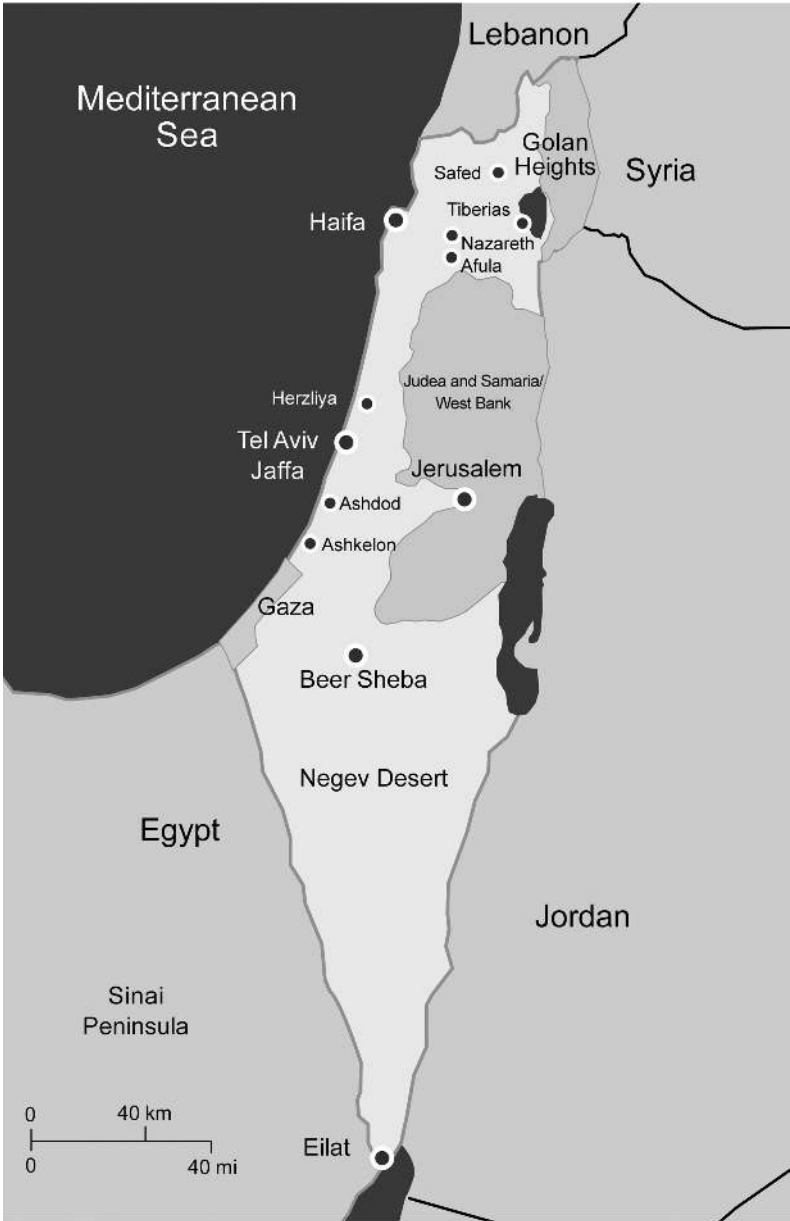 Lebanon
Mediterranean
Sea
Golan
Heights
Syria
Safed
Tiberias
Haifa
Nazareth
Afula
Judea and Samaria/
West Bank
Herzliya
Tel Aviv
Jaffa
Jerusalem
Ashdod
Ashkelon
Gaza
Beer Sheba
Negev Desert
Egypt
Jordan
Sinai
Peninsula
0 40 km
0 40 mi
Eilat